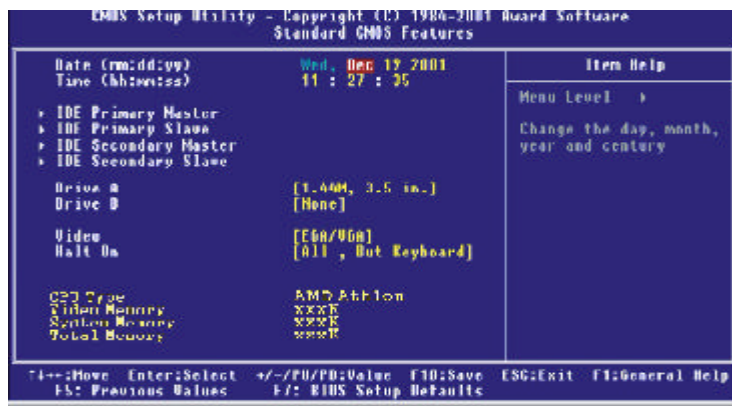 CMOS Setup Utility - Copyright (C) 1984-2001 Award Software
Standard CMOS Features
Date (mm:dd:yy) Wed, Dec 19 2001
Time (hh:mm:ss) 11 : 27 : 35
Item Help
Menu Level
Change the day, month,
year and century
IDE Primary Master
IDE Primary Slave
IDE Secondary Master
IDE Secondary Slave
Drive A [1.44M, 3.5 in.]
Drive B [None]
Video [EGA/VGA]
Halt On [All , But Keyboard]
CPU Type AMD Athlon
Video Memory xxxK
System Memory xxxK
Total Memory xxxK
↑↓→←:Move Enter:Select +/-/PU/PD:Value F10:Save ESC:Exit F1:General Help
F5: Previous Values F7: BIOS Setup Defaults